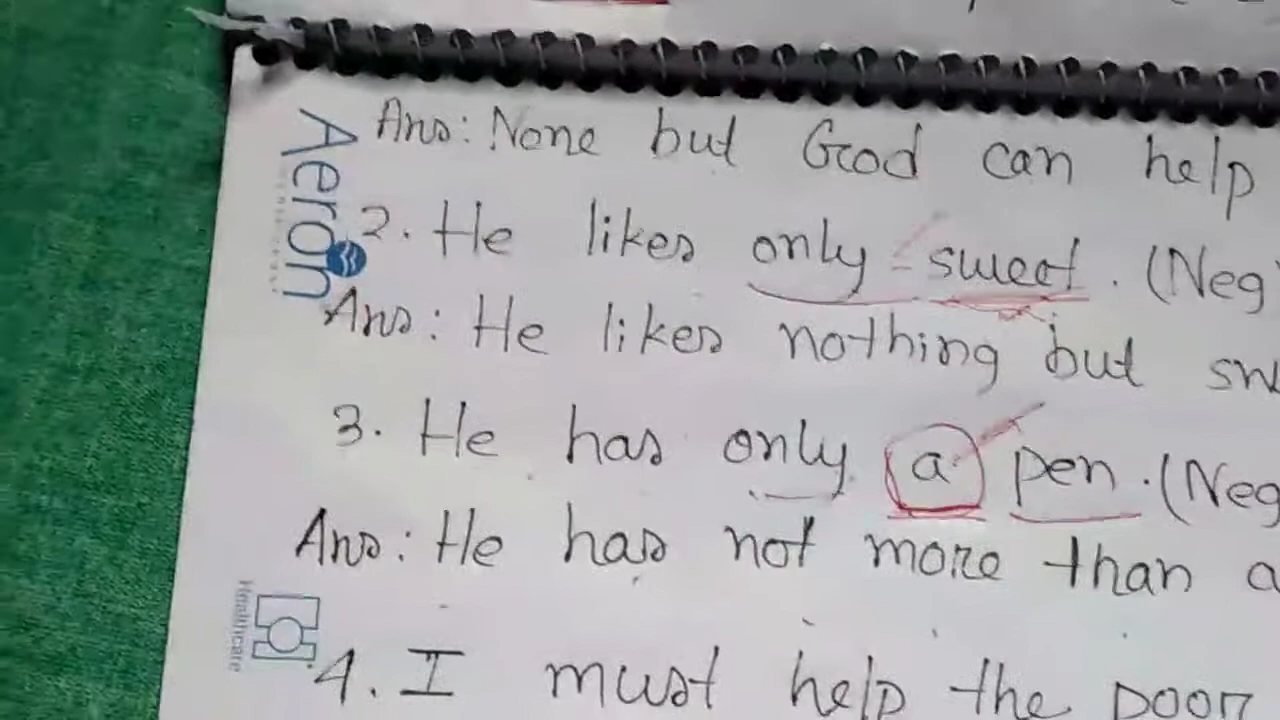 Ans: None but God can help
2. He likes only sweet. (Neg
Ans: He likes nothing but sw
3. He has only a pen. (Neg
Ans: He has not more than a
4. I must help the poor
Aeron
Healthcare